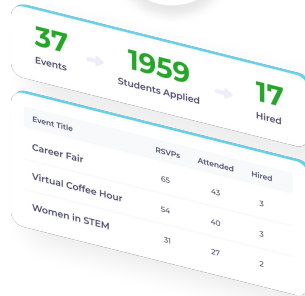 37 1959 17
Events Students Applied Hired
Event Title RSVPs Attended Hired
Career Fair 65 43 3
Virtual Coffee Hour 54 40 3
Women in STEM 31 27 2